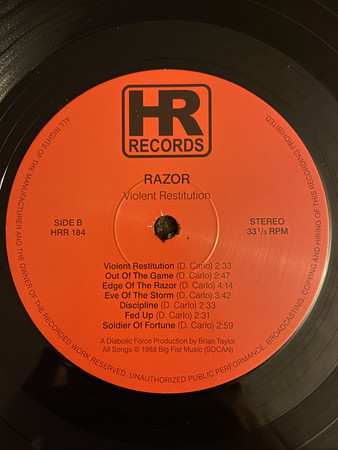 HR
RECORDS
RAZOR
Violent Restitution
SIDE B
HRR 184
STEREO
33 1/3 RPM
Violent Restitution (D. Carlo) 2:33
Out Of The Game (D. Carlo) 2:47
Edge Of The Razor (D. Carlo) 4:14
Eve Of The Storm (D. Carlo) 3:42
Discipline (D. Carlo) 2:33
Fed Up (D. Carlo) 2:31
Soldier Of Fortune (D. Carlo) 2:59
A Diabolic Force Production by Brian Taylor
All Songs © 1988 Big Fist Music (SDCAN)
ALL RIGHTS OF THE MANUFACTURER AND THE OWNER OF THE RECORDED WORK RESERVED. UNAUTHORIZED PUBLIC PERFORMANCE, BROADCASTING, COPYING AND HIRING OF THIS RECORDING PROHIBITED.